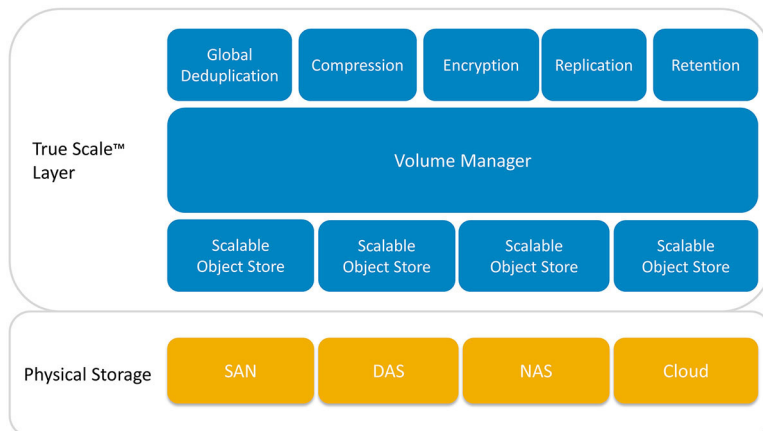 Global
Deduplication
Compression
Encryption
Replication
Retention
True Scale™
Layer
Volume Manager
Scalable
Object Store
Scalable
Object Store
Scalable
Object Store
Scalable
Object Store
Physical Storage
SAN
DAS
NAS
Cloud